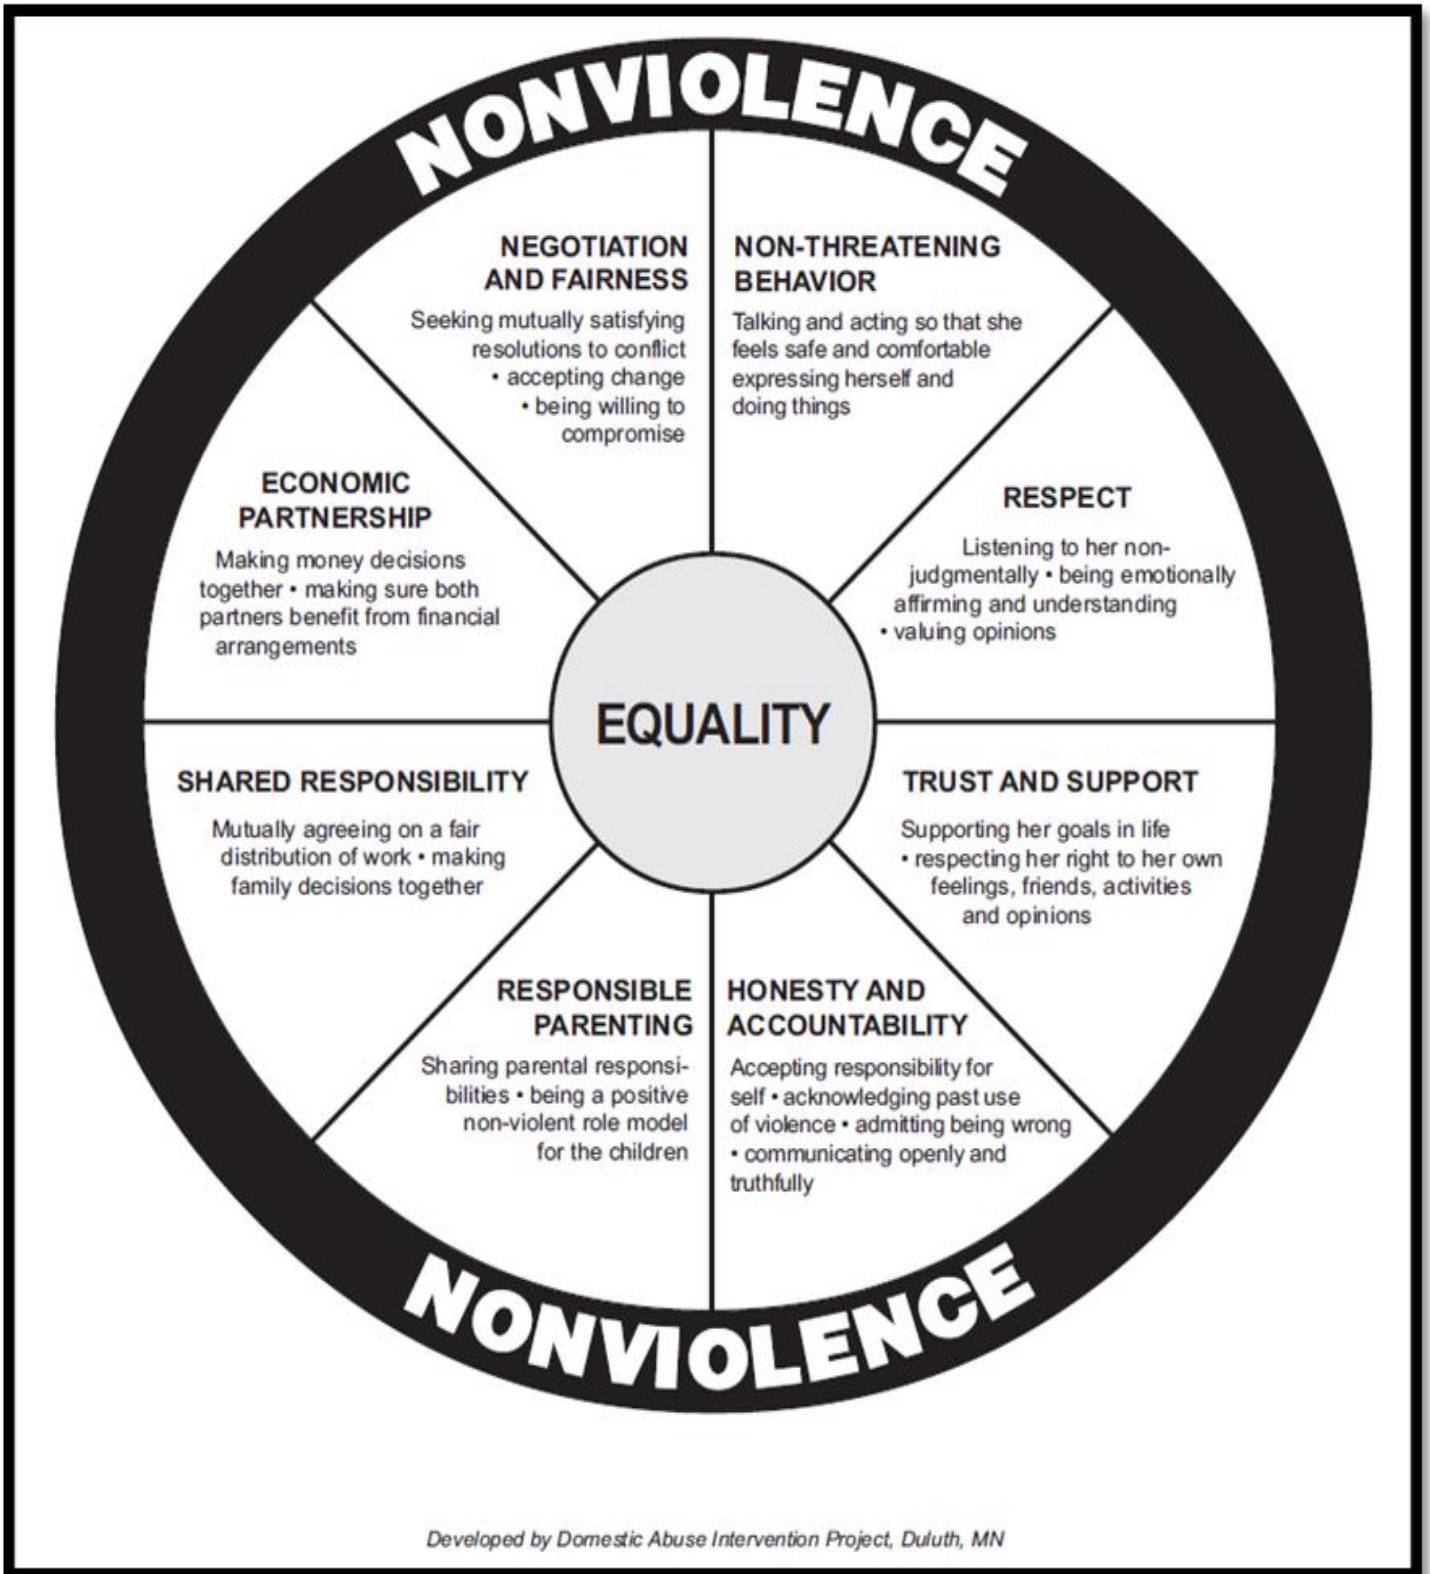 NONVIOLENCE
NEGOTIATION
AND FAIRNESS
Seeking mutually satisfying
resolutions to conflict
• accepting change
• being willing to
compromise
NON-THREATENING
BEHAVIOR
Talking and acting so that she
feels safe and comfortable
expressing herself and
doing things
RESPECT
Listening to her non-
judgmentally • being emotionally
affirming and understanding
• valuing opinions
TRUST AND SUPPORT
Supporting her goals in life
• respecting her right to her own
feelings, friends, activities
and opinions
HONESTY AND
ACCOUNTABILITY
Accepting responsibility for
self • acknowledging past use
of violence • admitting being wrong
• communicating openly and
truthfully
RESPONSIBLE
PARENTING
Sharing parental responsi-
bilities • being a positive
non-violent role model
for the children
SHARED RESPONSIBILITY
Mutually agreeing on a fair
distribution of work • making
family decisions together
ECONOMIC
PARTNERSHIP
Making money decisions
together • making sure both
partners benefit from financial
arrangements
EQUALITY
NONVIOLENCE
Developed by Domestic Abuse Intervention Project, Duluth, MN